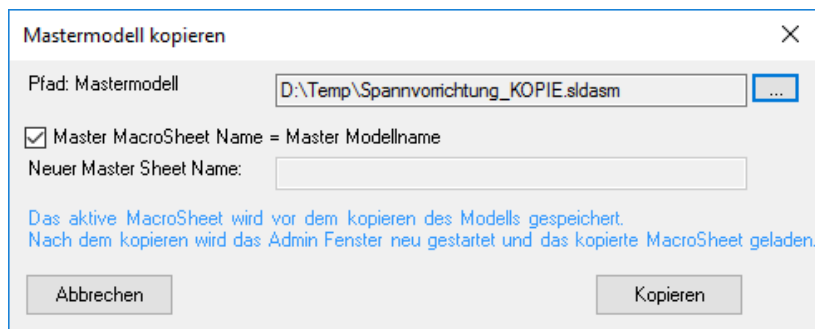 Mastermodell kopieren
Pfad: Mastermodell
D:\Temp\Spannvorrichtung_KOPIE.sldasm
...
Master MacroSheet Name = Master Modellname
Neuer Master Sheet Name:
Das aktive MacroSheet wird vor dem kopieren des Modells gespeichert.
Nach dem kopieren wird das Admin Fenster neu gestartet und das kopierte MacroSheet geladen.
Abbrechen
Kopieren